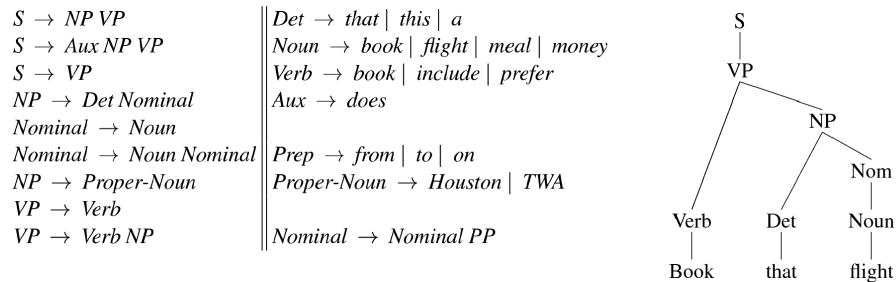 S → NP VP Det → that | this | a
S → Aux NP VP Noun → book | flight | meal | money
S → VP Verb → book | include | prefer
NP → Det Nominal Aux → does
Nominal → Noun
Nominal → Noun Nominal Prep → from | to | on
NP → Proper-Noun Proper-Noun → Houston | TWA
VP → Verb
VP → Verb NP Nominal → Nominal PP
S
VP
NP
Nom
Verb Det Noun
Book that flight